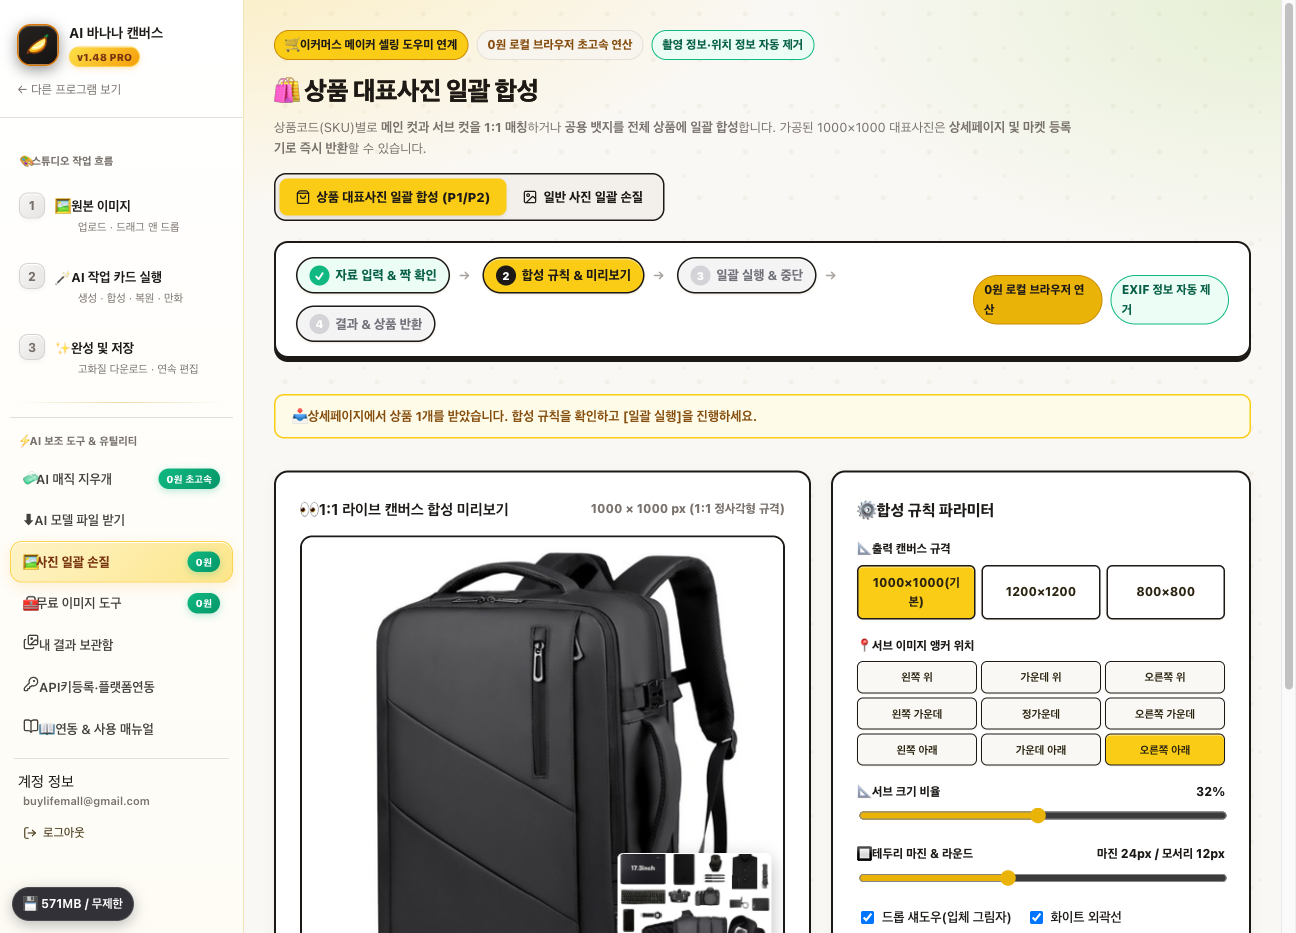 AI 바나나 캔버스
v1.48 PRO
← 다른 프로그램 보기
스튜디오 작업 흐름
1
원본 이미지
업로드 · 드래그 앤 드롭
2
AI 작업 카드 실행
생성 · 합성 · 복원 · 만화
3
완성 및 저장
고화질 다운로드 · 연속 편집
AI 보조 도구 & 유틸리티
AI 매직 지우개
0원 초고속
AI 모델 파일 받기
사진 일괄 손질
0원
무료 이미지 도구
0원
내 결과 보관함
API키등록·플랫폼연동
연동 & 사용 매뉴얼
계정 정보
buylifemall@gmail.com
로그아웃
571MB / 무제한
이커머스 메이커 셀링 도우미 연계
0원 로컬 브라우저 초고속 연산
촬영 정보·위치 정보 자동 제거
상품 대표사진 일괄 합성
상품코드(SKU)별로 메인 컷과 서브 컷을 1:1 매칭하거나 공용 뱃지를 전체 상품에 일괄 합성합니다. 가공된 1000×1000 대표사진은 상세페이지 및 마켓 등록
기로 즉시 반환할 수 있습니다.
상품 대표사진 일괄 합성 (P1/P2)
일반 사진 일괄 손질
자료 입력 & 짝 확인
→
2 합성 규칙 & 미리보기
→
3 일괄 실행 & 중단
→
4 결과 & 상품 반환
0원 로컬 브라우저 연
산
EXIF 정보 자동 제
거
상세페이지에서 상품 1개를 받았습니다. 합성 규칙을 확인하고 [일괄 실행]을 진행하세요.
1:1 라이브 캔버스 합성 미리보기
1000 × 1000 px (1:1 정사각형 규격)
17.3inch
합성 규칙 파라미터
출력 캔버스 규격
1000×1000(기
본)
1200×1200
800×800
서브 이미지 앵커 위치
왼쪽 위
가운데 위
오른쪽 위
왼쪽 가운데
정가운데
오른쪽 가운데
왼쪽 아래
가운데 아래
오른쪽 아래
서브 크기 비율
32%
테두리 마진 & 라운드
마진 24px / 모서리 12px
드롭 섀도우(입체 그림자)
화이트 외곽선